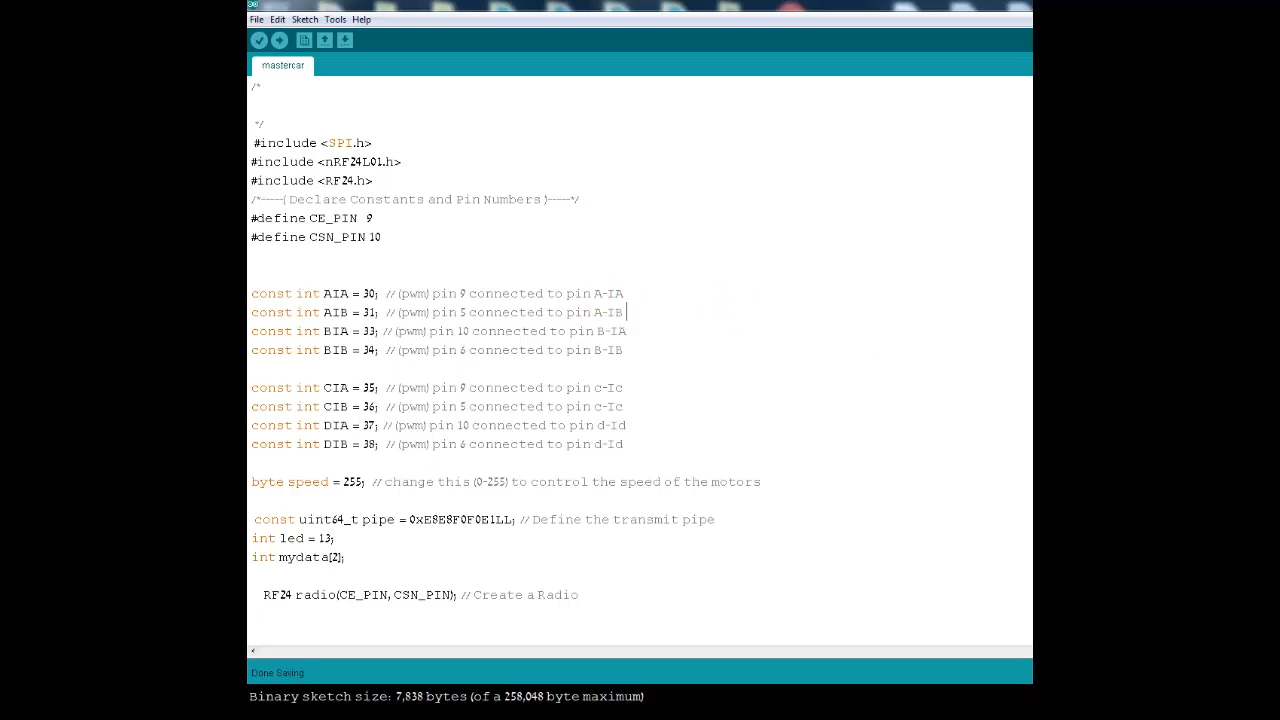 File Edit Sketch Tools Help
mastercar
/*
*/
#include <SPI.h>
#include <nRF24L01.h>
#include <RF24.h>
/*-----( Declare Constants and Pin Numbers )-----*/
#define CE_PIN 9
#define CSN_PIN 10
const int AIA = 30; // (pwm) pin 9 connected to pin A-IA
const int AIB = 31; // (pwm) pin 5 connected to pin A-IB
const int BIA = 33; // (pwm) pin 10 connected to pin B-IA
const int BIB = 34; // (pwm) pin 6 connected to pin B-IB
const int CIA = 35; // (pwm) pin 9 connected to pin c-Ic
const int CIB = 36; // (pwm) pin 5 connected to pin c-Ic
const int DIA = 37; // (pwm) pin 10 connected to pin d-Id
const int DIB = 38; // (pwm) pin 6 connected to pin d-Id
byte speed = 255; // change this (0-255) to control the speed of the motors
const uint64_t pipe = 0xE8E8F0F0E1LL; // Define the transmit pipe
int led = 13;
int mydata[2];
RF24 radio(CE_PIN, CSN_PIN); // Create a Radio
Done Saving
Binary sketch size: 7,838 bytes (of a 258,048 byte maximum)